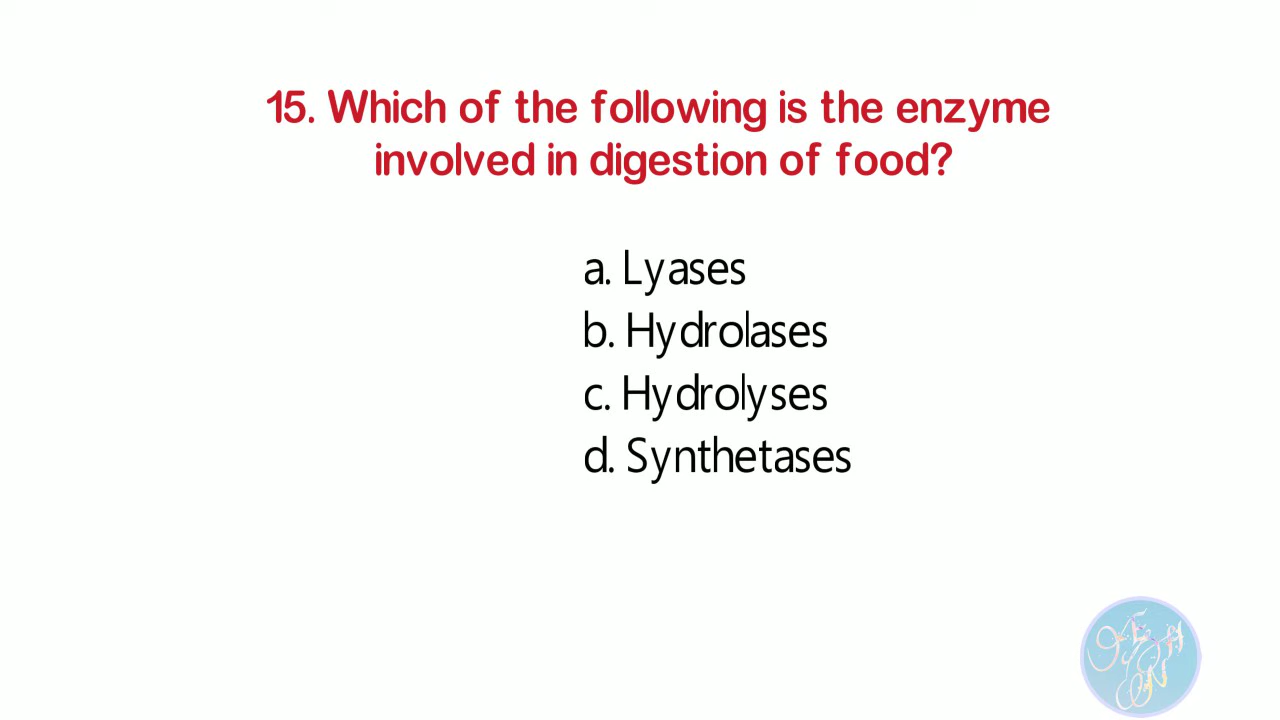 15. Which of the following is the enzyme
involved in digestion of food?
a. Lyases
b. Hydrolases
c. Hydrolyses
d. Synthetases